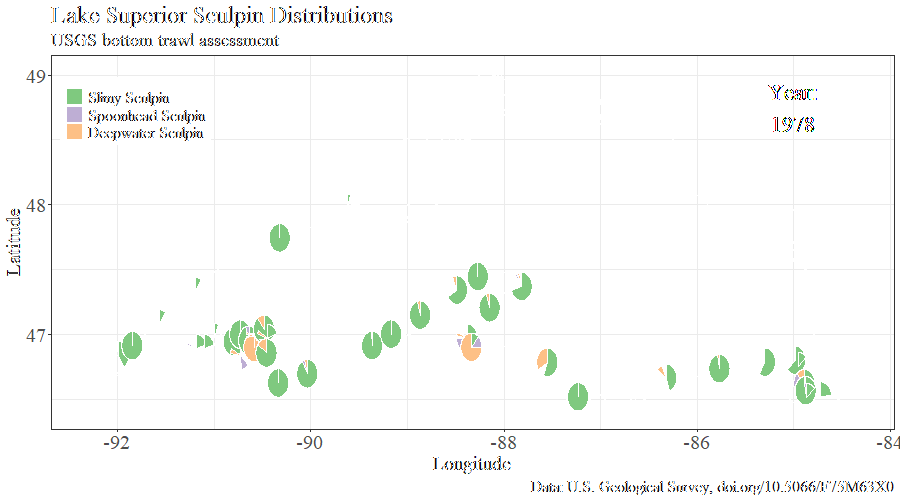 Lake Superior Sculpin Distributions
USGS bottom trawl assessment
49
Slimy Sculpin
Spoonhead Sculpin
Deepwater Sculpin
Year:
1978
48
Latitude
47
-92
-90
-88
-86
-84
Longitude
Data: U.S. Geological Survey, doi.org/10.5066/F75M63X0